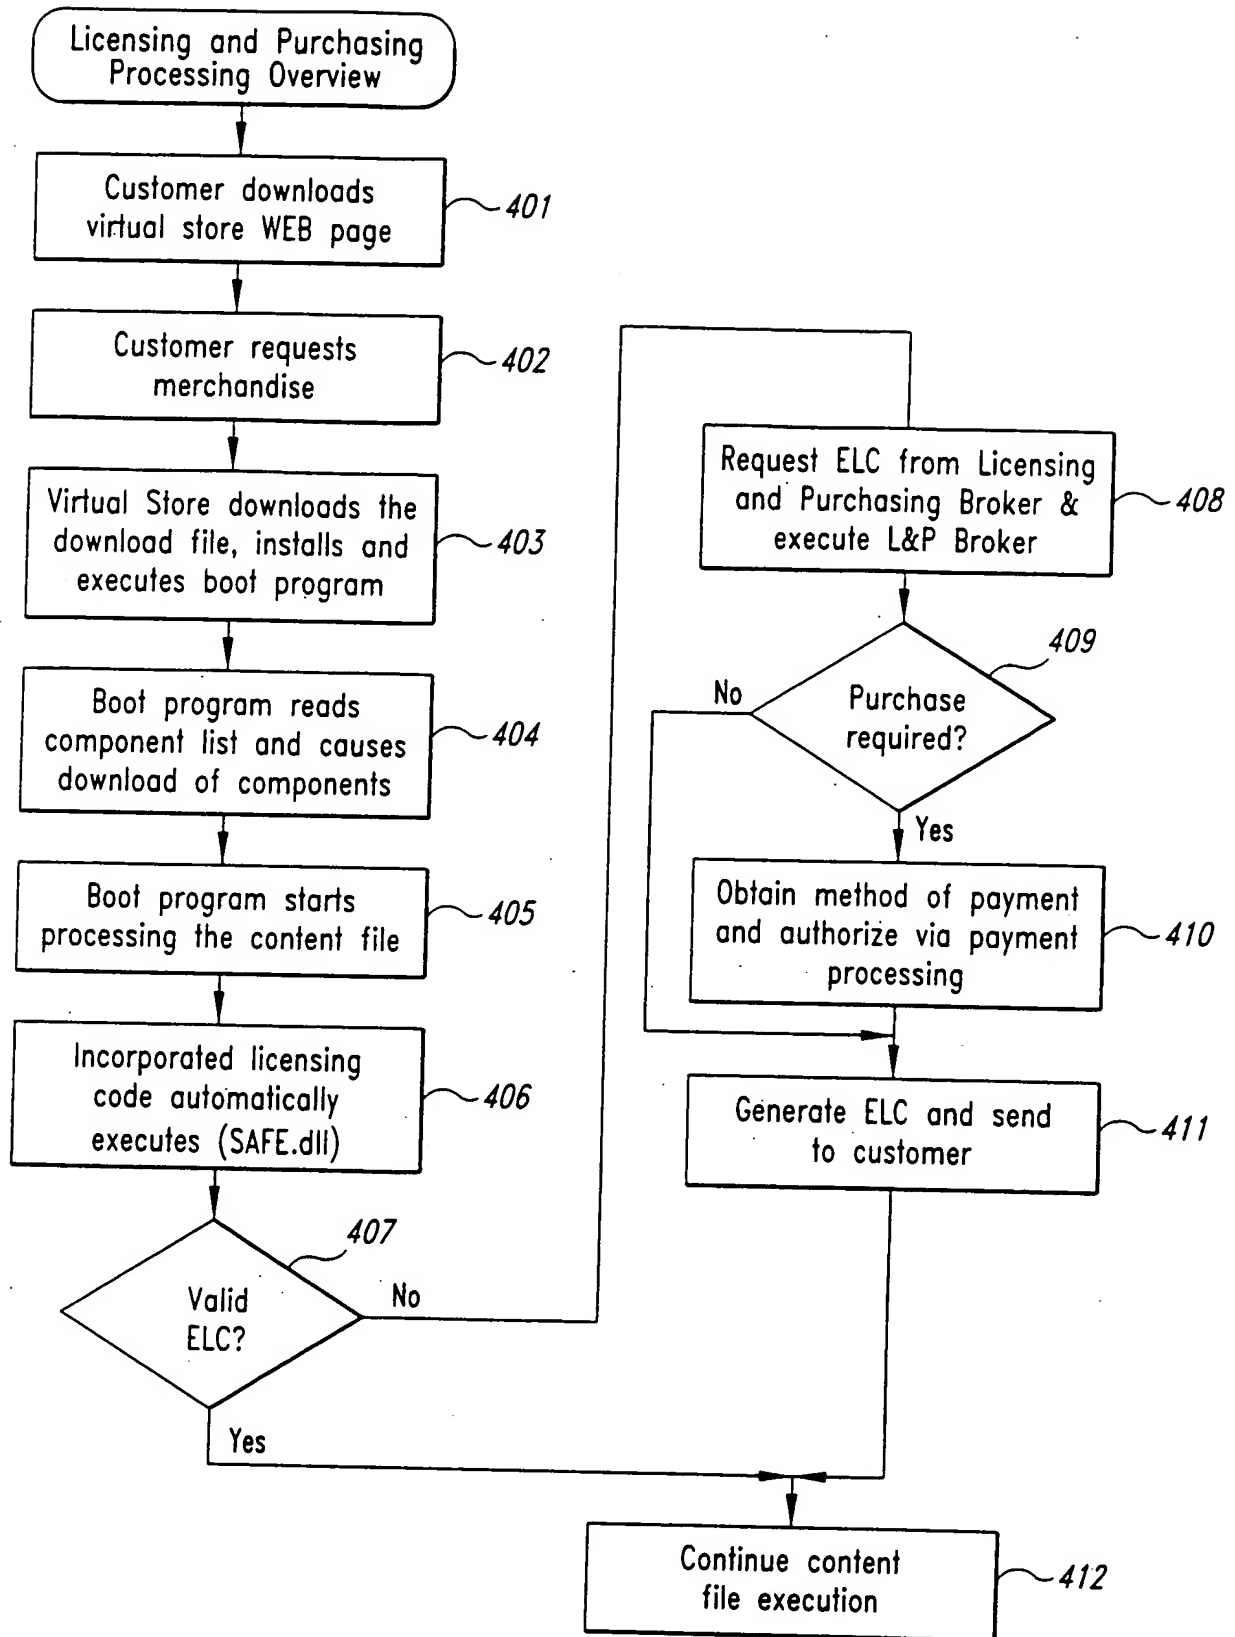 Licensing and Purchasing
Processing Overview
Customer downloads
virtual store WEB page
401
Customer requests
merchandise
402
Virtual Store downloads the
download file, installs and
executes boot program
403
Boot program reads
component list and causes
download of components
404
Boot program starts
processing the content file
405
Incorporated licensing
code automatically
executes (SAFE.dll)
406
407
Valid
ELC?
No
Yes
Request ELC from Licensing
and Purchasing Broker &
execute L&P Broker
408
409
Purchase
required?
No
Yes
Obtain method of payment
and authorize via payment
processing
410
Generate ELC and send
to customer
411
Continue content
file execution
412